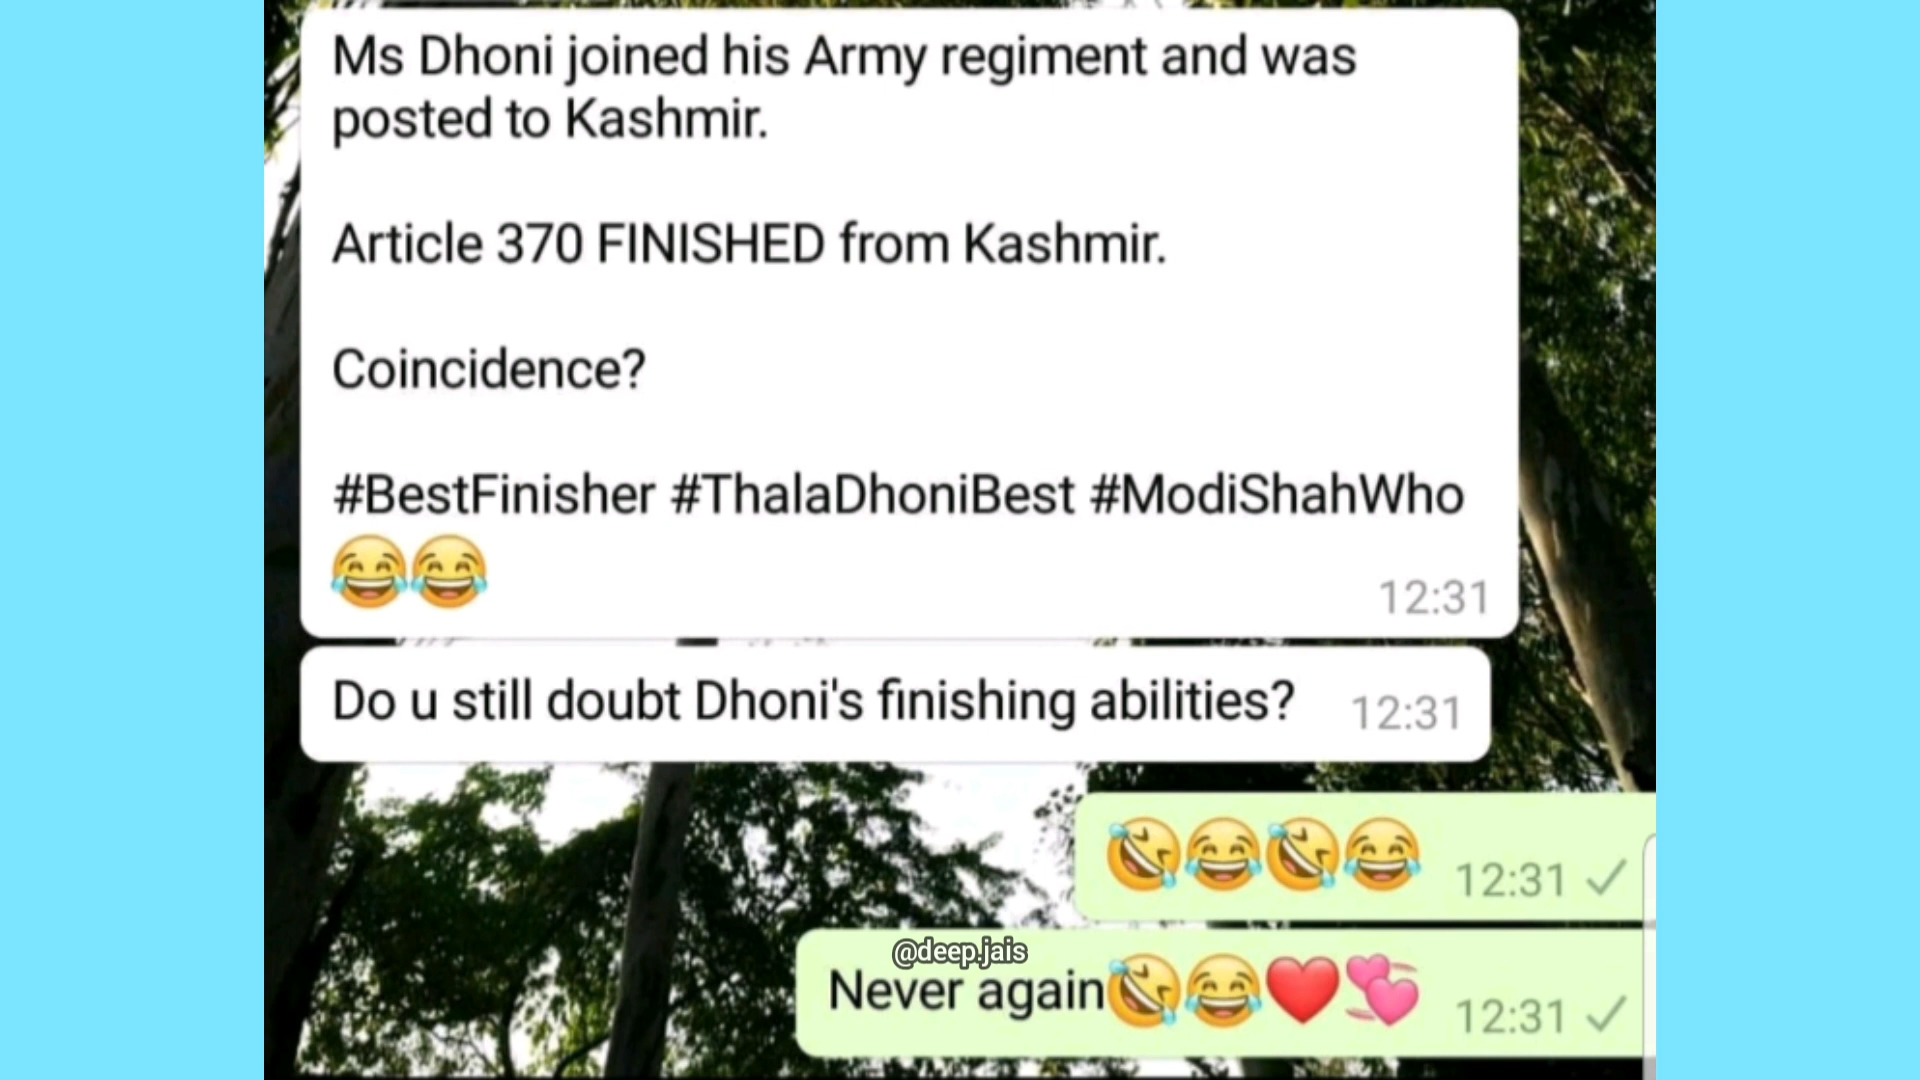 Ms Dhoni joined his Army regiment and was
posted to Kashmir.
Article 370 FINISHED from Kashmir.
Coincidence?
#BestFinisher #ThalaDhoniBest #ModiShahWho
😂😂 12:31
Do u still doubt Dhoni's finishing abilities? 12:31
🤣😂🤣😂 12:31
@deep.jais
Never again🤣😂❤️💞 12:31